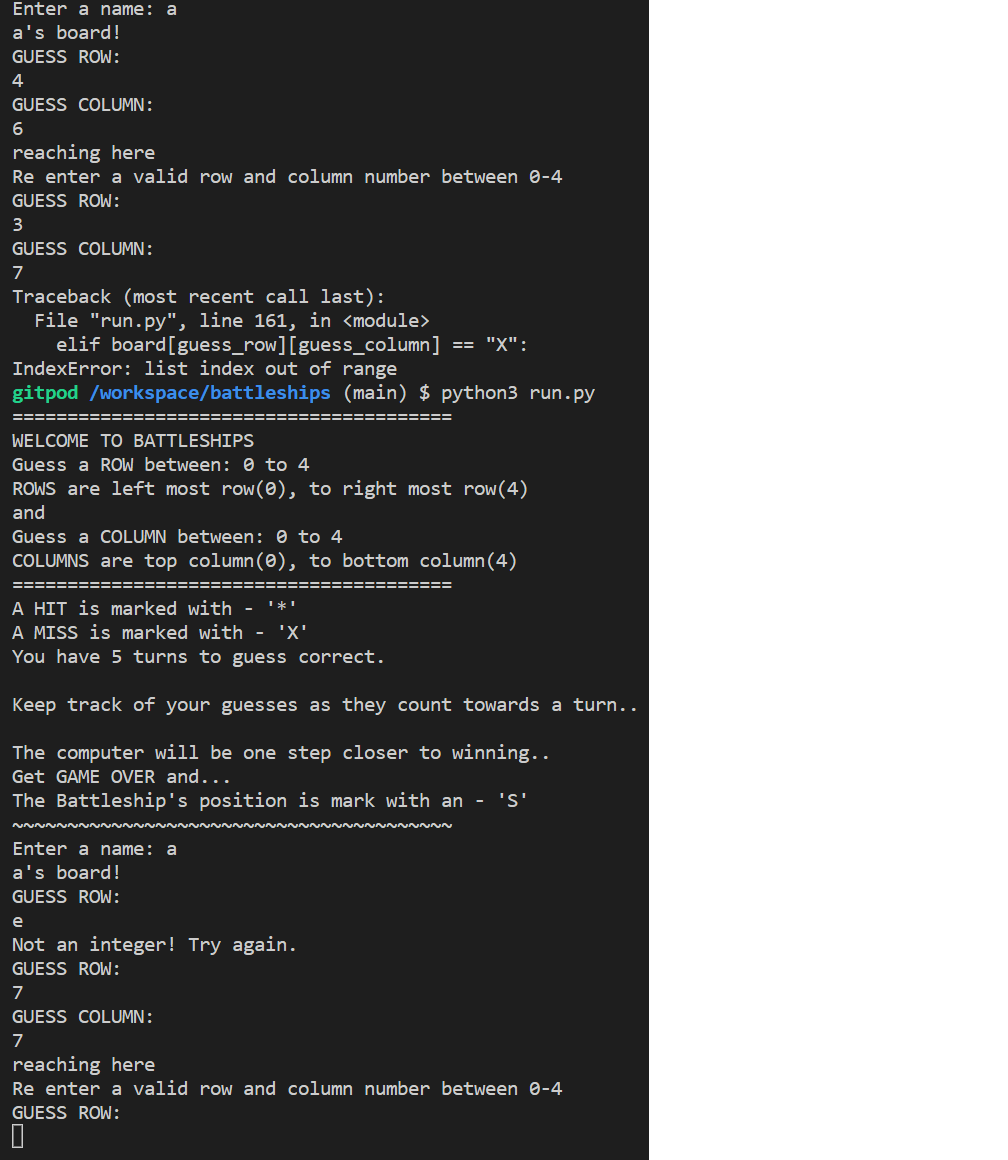 Enter a name: a
a's board!
GUESS ROW:
4
GUESS COLUMN:
6
reaching here
Re enter a valid row and column number between 0-4
GUESS ROW:
3
GUESS COLUMN:
7
Traceback (most recent call last):
  File "run.py", line 161, in <module>
    elif board[guess_row][guess_column] == "X":
IndexError: list index out of range
gitpod /workspace/battleships (main) $ python3 run.py
========================================
WELCOME TO BATTLESHIPS
Guess a ROW between: 0 to 4
ROWS are left most row(0), to right most row(4)
and
Guess a COLUMN between: 0 to 4
COLUMNS are top column(0), to bottom column(4)
========================================
A HIT is marked with - '*'
A MISS is marked with - 'X'
You have 5 turns to guess correct.
Keep track of your guesses as they count towards a turn..
The computer will be one step closer to winning..
Get GAME OVER and...
The Battleship's position is mark with an - 'S'
~~~~~~~~~~~~~~~~~~~~~~~~~~~~~~~~~~~~~~~~
Enter a name: a
a's board!
GUESS ROW:
e
Not an integer! Try again.
GUESS ROW:
7
GUESS COLUMN:
7
reaching here
Re enter a valid row and column number between 0-4
GUESS ROW: